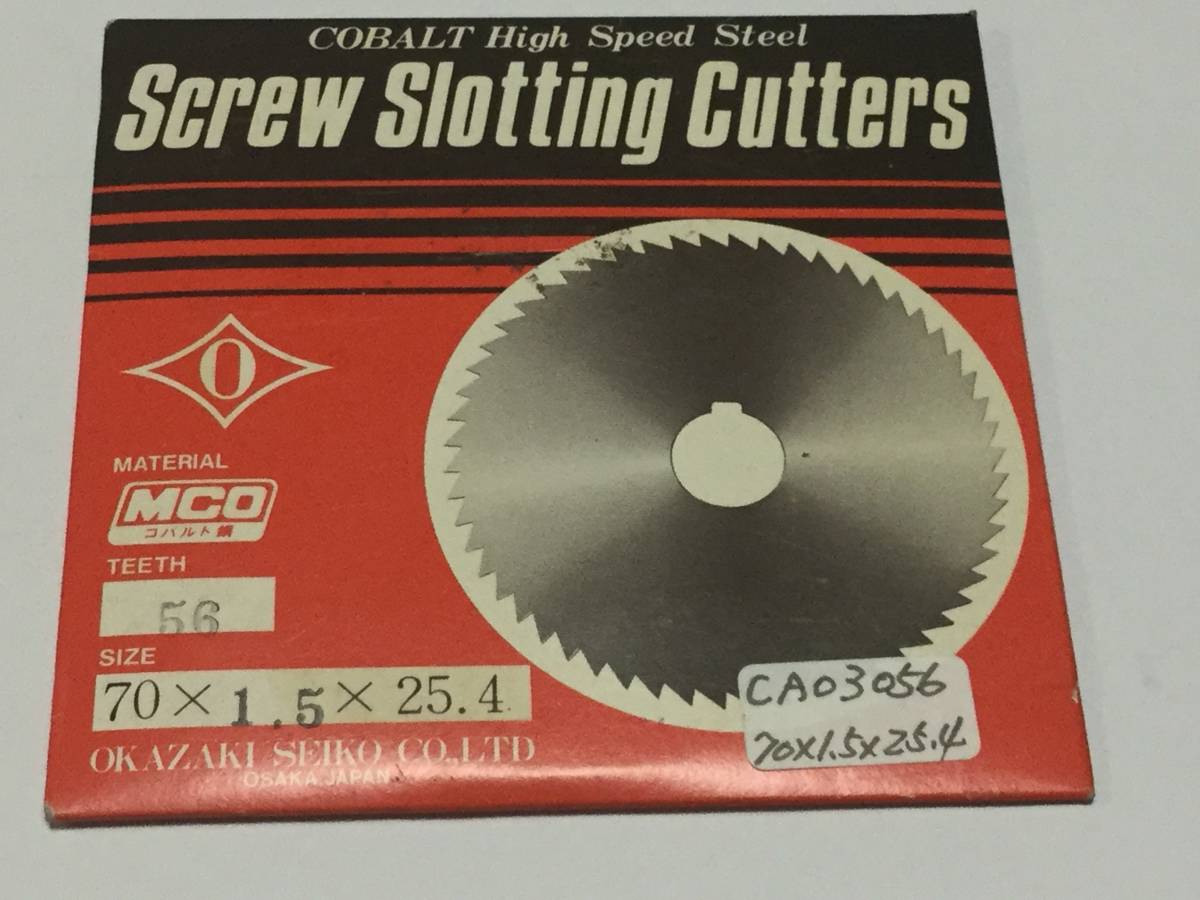 COBALT High Speed Steel
Screw Slotting Cutters
O
MATERIAL
MCO
コバルト鋼
TEETH
56
SIZE
70 × 1.5 × 25.4
OKAZAKI SEIKO CO.,LTD
OSAKA, JAPAN
CA03056
70x1.5x25.4